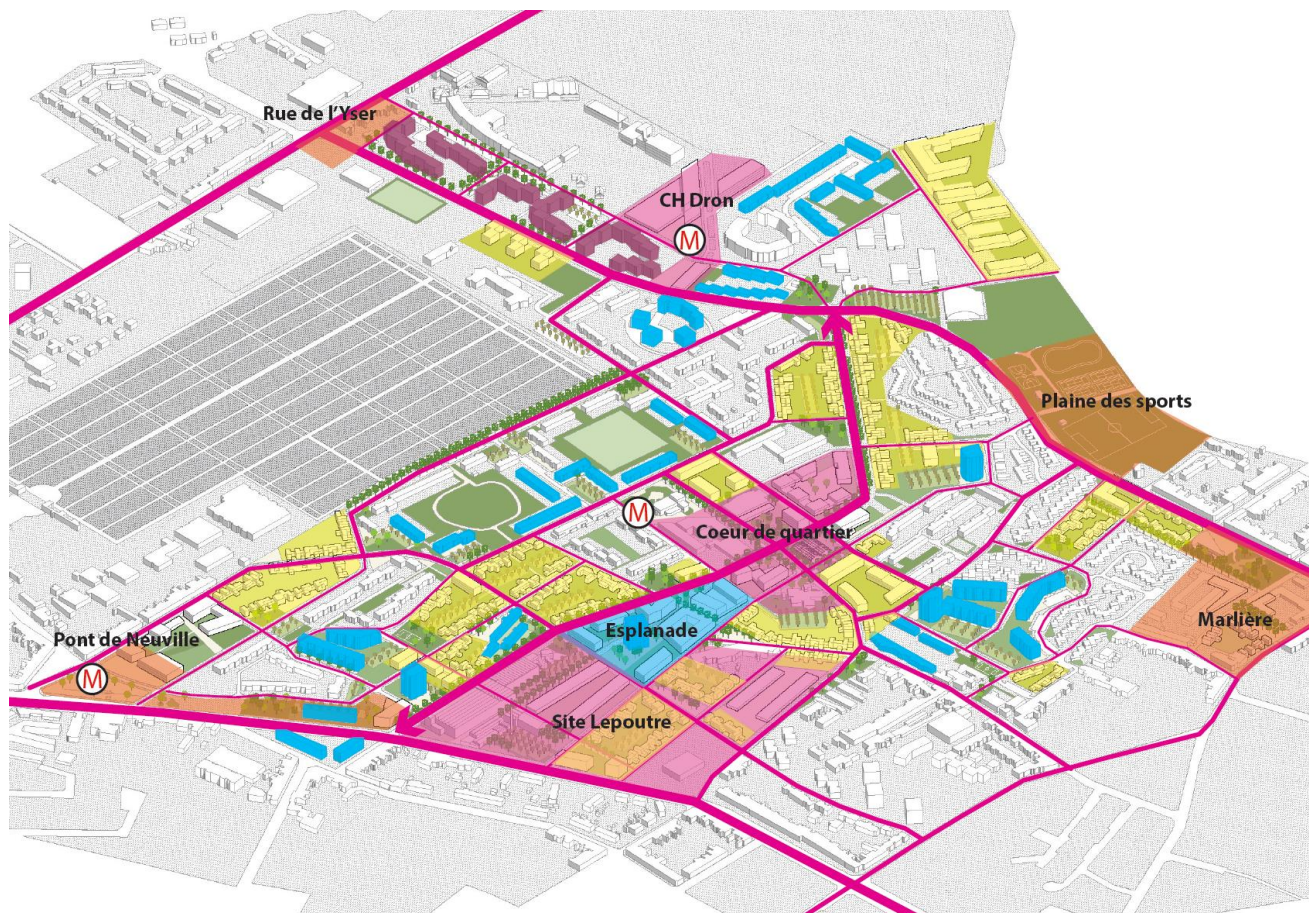 Rue de l'Yser
CH Dron
M
Plaine des sports
M
Coeur de quartier
Esplanade
Marlière
Pont de Neuville
M
Site Lepoutre